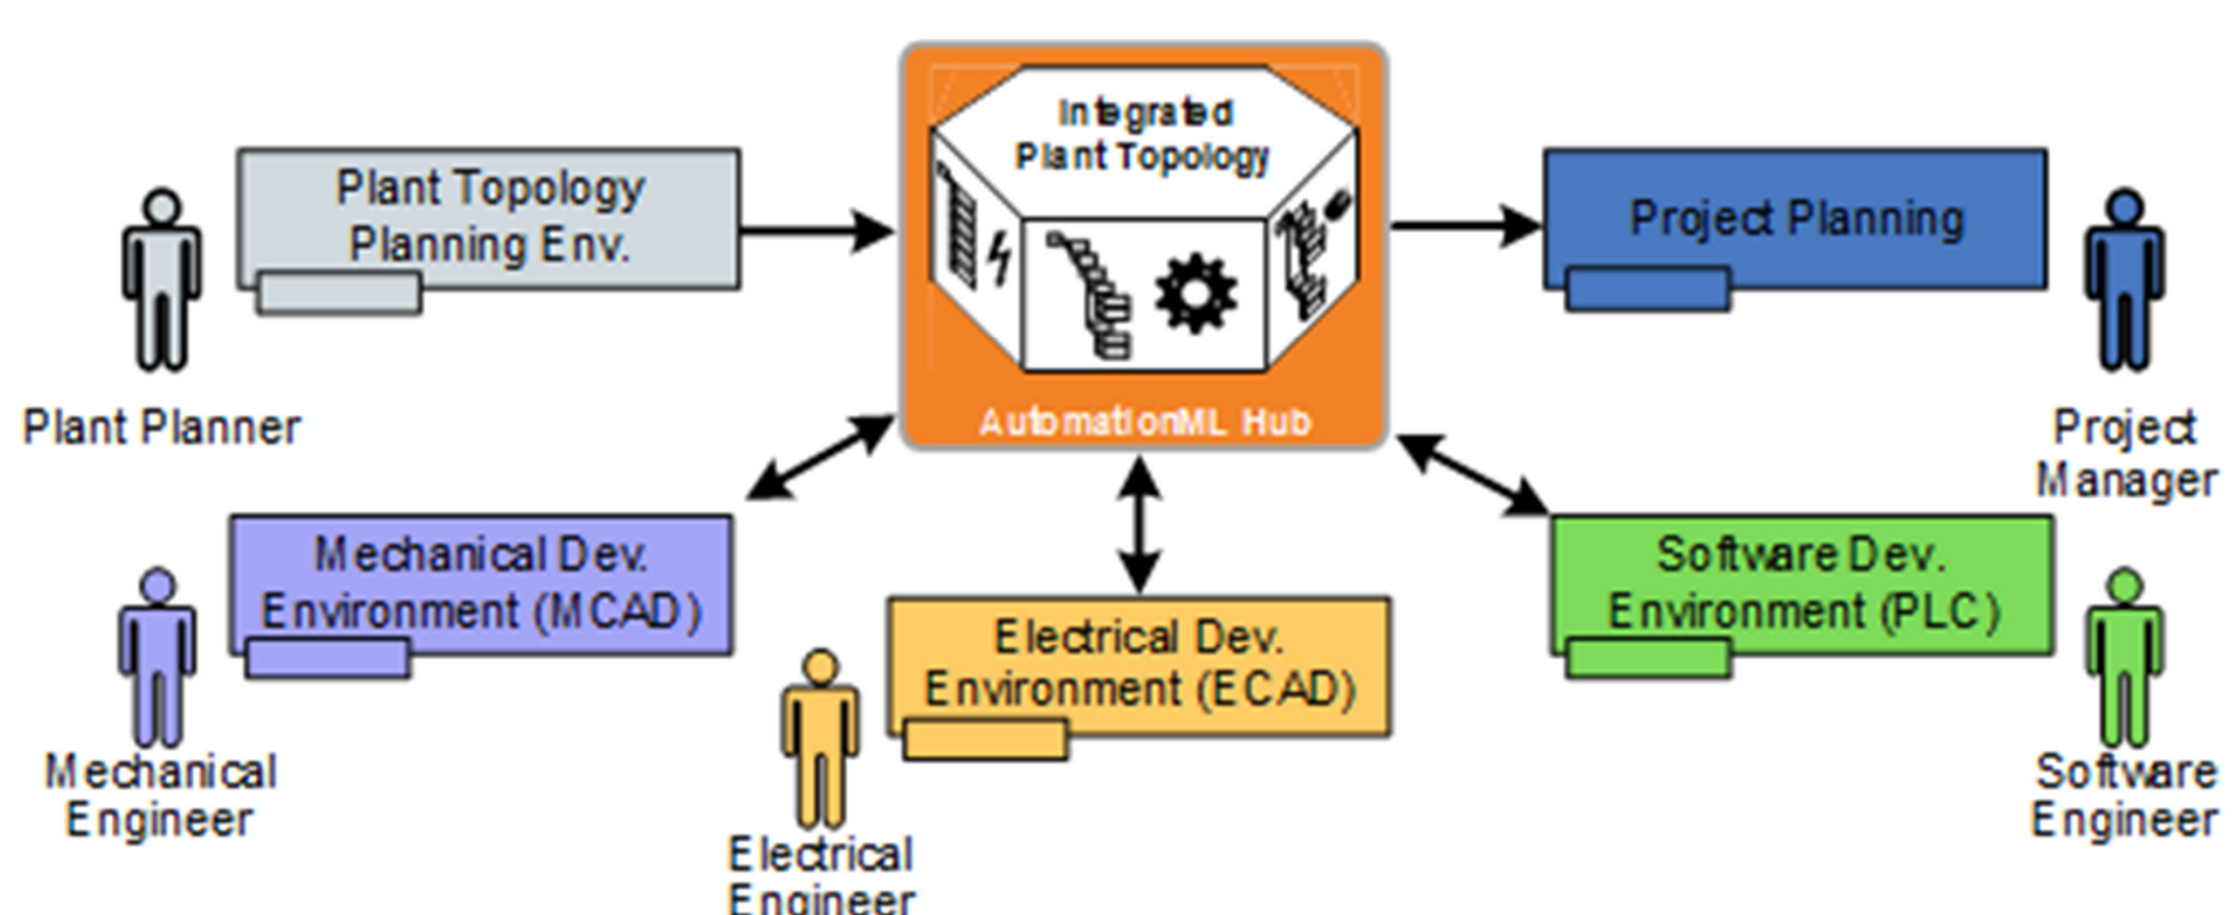 Integrated
Plant Topology
AutomationML Hub
Plant Topology
Planning Env.
Plant Planner
Project Planning
Project
Manager
Mechanical Dev.
Environment (MCAD)
Mechanical
Engineer
Electrical Dev.
Environment (ECAD)
Electrical
Engineer
Software Dev.
Environment (PLC)
Software
Engineer